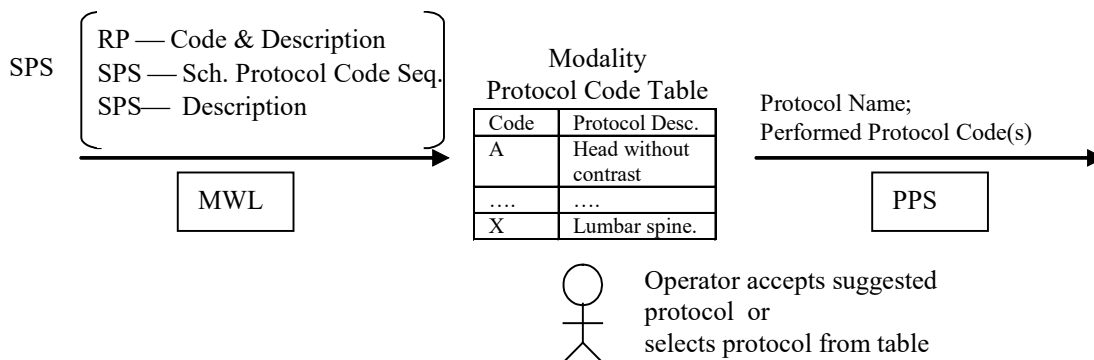 SPS
RP — Code & Description
SPS — Sch. Protocol Code Seq.
SPS— Description
MWL
Modality
Protocol Code Table
Code Protocol Desc.
A Head without
contrast
.... ....
X Lumbar spine.
Protocol Name;
Performed Protocol Code(s)
PPS
Operator accepts suggested
protocol or
selects protocol from table